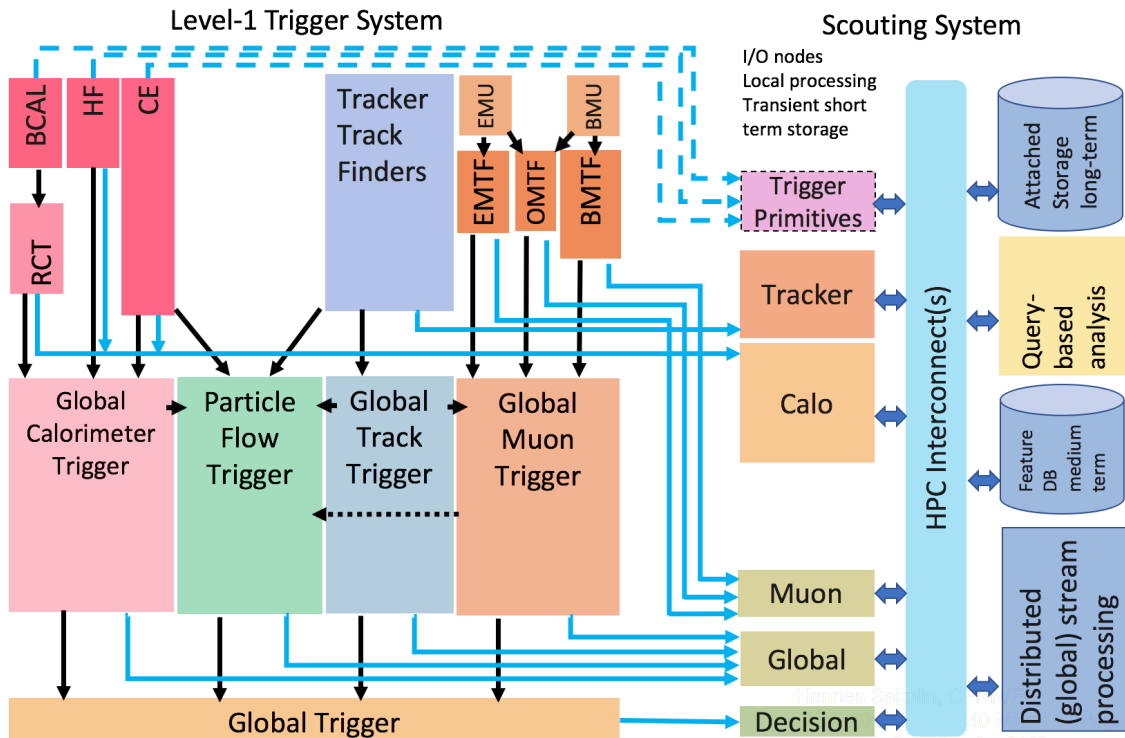 Level-1 Trigger System
Scouting System
I/O nodes
Local processing
Transient short
term storage
BCAL
HF
CE
Tracker
Track
Finders
EMU
BMU
EMTF
OMTF
BMTF
RCT
Trigger
Primitives
Tracker
Calo
Muon
Global
Decision
HPC Interconnect(s)
Attached
Storage
long-term
Query-
based
analysis
Feature
DB
medium
term
Distributed
(global) stream
processing
Global
Calorimeter
Trigger
Particle
Flow
Trigger
Global
Track
Trigger
Global
Muon
Trigger
Global Trigger